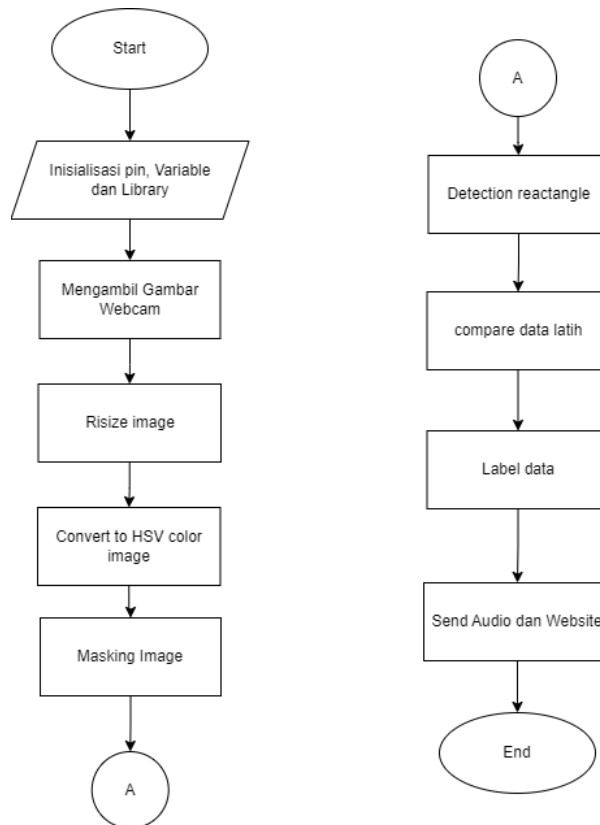 Start
Inisialisasi pin, Variable
dan Library
Mengambil Gambar
Webcam
Risize image
Convert to HSV color
image
Masking Image
A
A
Detection reactangle
compare data latih
Label data
Send Audio dan Website
End